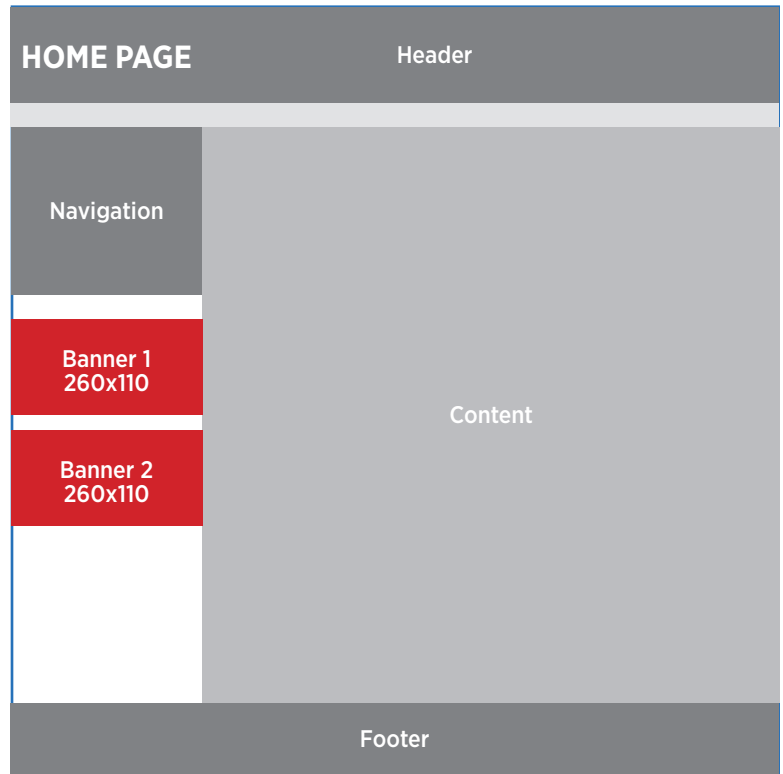 HOME PAGE
Header
Navigation
Banner 1
260x110
Banner 2
260x110
Content
Footer